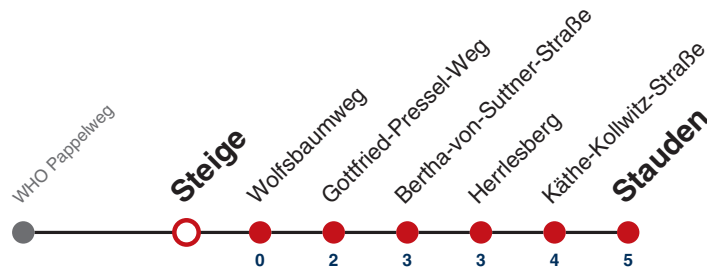 WHO Pappelweg
Steige
Wolfsbaumweg
Gottfried-Pressel-Weg
Bertha-von-Suttner-Straße
Herrlesberg
Käthe-Kollwitz-Straße
Stauden
0 2 3 3 4 5